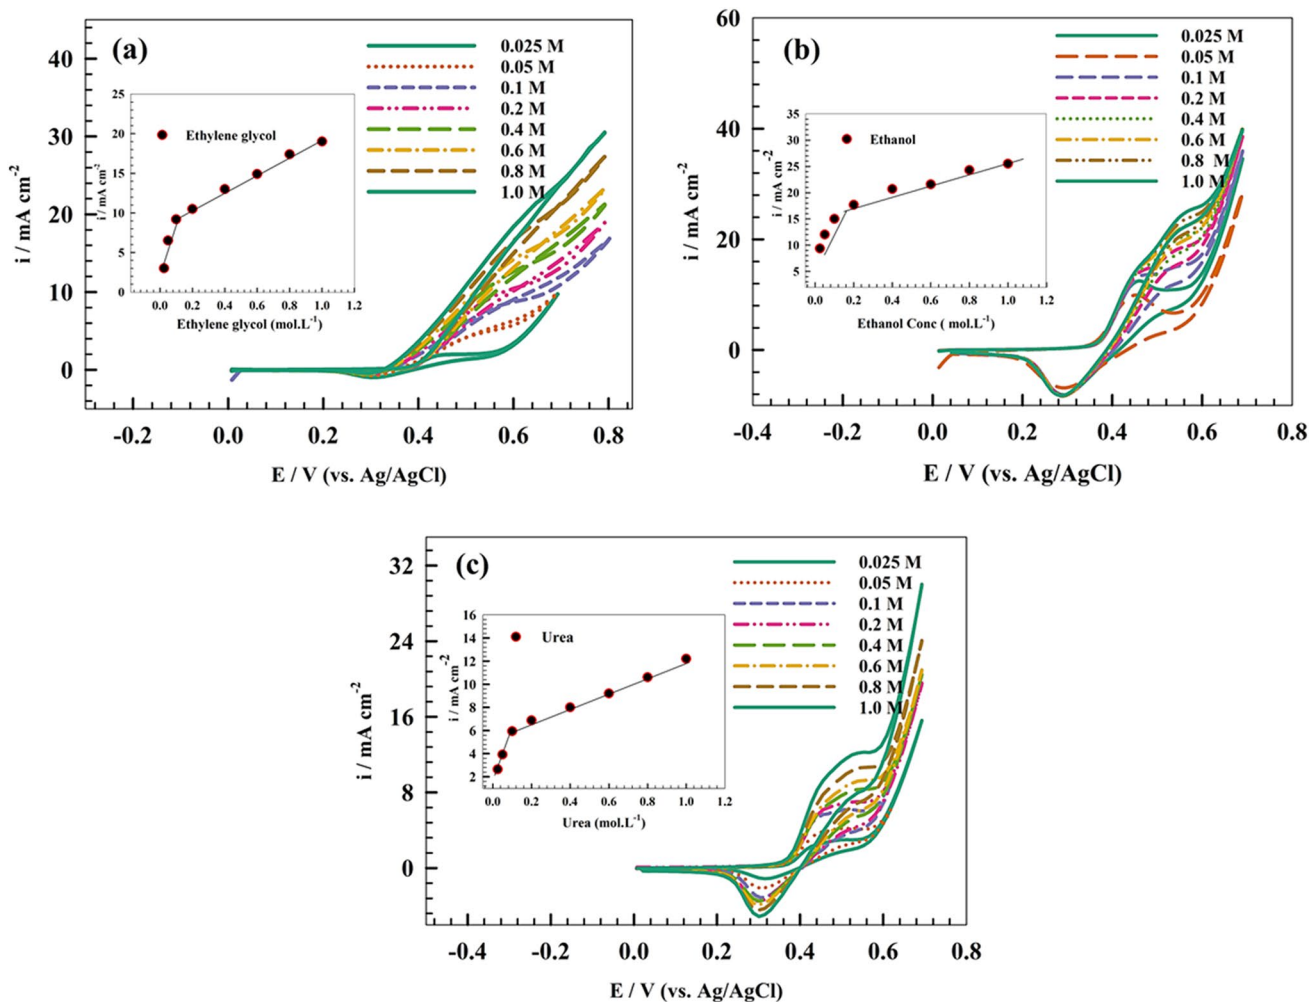 (a)
0.025 M
0.05 M
0.1 M
0.2 M
0.4 M
0.6 M
0.8 M
1.0 M
40
30
20
10
0
i / mA cm-2
-0.2 0.0 0.2 0.4 0.6 0.8
E / V (vs. Ag/AgCl)
Ethylene glycol
25
20
15
10
5
0
i / mA cm-2
0.0 0.2 0.4 0.6 0.8 1.0 1.2
Ethylene glycol (mol.L-1)
(b)
0.025 M
0.05 M
0.1 M
0.2 M
0.4 M
0.6 M
0.8 M
1.0 M
60
40
20
0
i / mA cm-2
-0.4 -0.2 0.0 0.2 0.4 0.6 0.8
E / V (vs. Ag/AgCl)
Ethanol
35
30
25
20
15
10
5
i / mA cm-2
0.0 0.2 0.4 0.6 0.8 1.0 1.2
Ethanol Conc ( mol.L-1)
(c)
0.025 M
0.05 M
0.1 M
0.2 M
0.4 M
0.6 M
0.8 M
1.0 M
32
24
16
8
0
i / mA cm-2
-0.4 -0.2 0.0 0.2 0.4 0.6 0.8
E / V (vs. Ag/AgCl)
Urea
16
14
12
10
8
6
4
2
i / mA cm-2
0.0 0.2 0.4 0.6 0.8 1.0 1.2
Urea (mol.L-1)